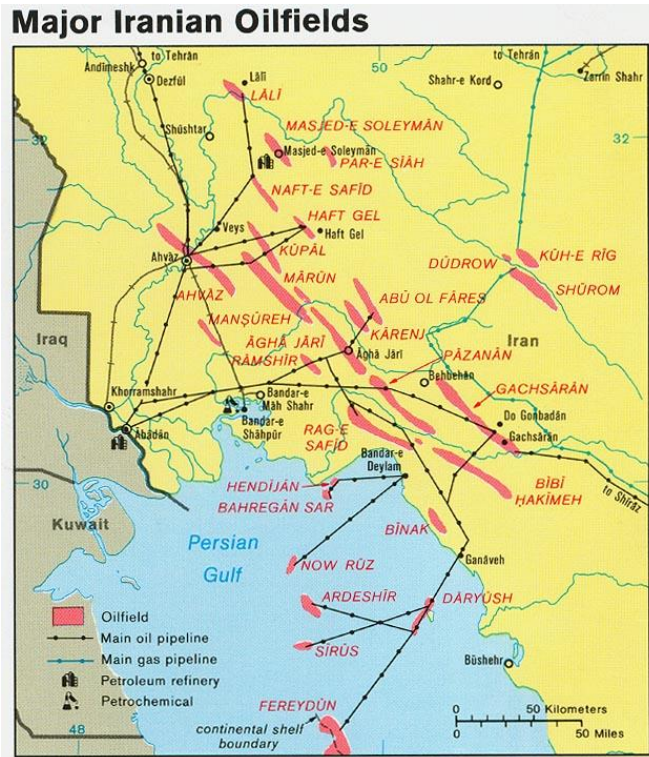 Major Iranian Oilfields
to Tehrān
50
to Tehrān
Andīmeshk
Dezfūl
Lālī
LĀLĪ
Shahr-e Kord
Zarrīn Shahr
Shūshtar
MASJED-E SOLEYMĀN
32
32
Masjed-e Soleymān
PAR-E SĪĀH
NAFT-E SAFĪD
Veys
HAFT GEL
Haft Gel
KŪPĀL
Ahvāz
DŪDROW
KŪH-E RĪG
MĀRŪN
SHŪROM
AHVĀZ
ABŪ OL FĀRES
MANṢŪREH
KĀRENJ
Iraq
ĀGHĀ JĀRĪ
Iran
RĀMSHĪR
Āghā Jārī
PĀZANĀN
Behbehān
GACHSĀRĀN
Khorramshahr
Bandar-e
Māh Shahr
Do Gonbadān
Ābādān
Bandar-e
Shāhpūr
RAG-E
SAFĪD
Gachsārān
Bandar-e
Deylam
30
HENDĪJĀN
BĪBĪ
ḤAKĪMEH
to Shīrāz
BAHREGĀN SAR
Kuwait
BĪNAK
Persian
Gulf
NOW RŪZ
Ganāveh
ARDESHĪR
DĀRYŪSH
Oilfield
Main oil pipeline
SĪRŪS
Main gas pipeline
Būshehr
Petroleum refinery
Petrochemical
FEREYDŪN
0 50 Kilometers
continental shelf
boundary
0 50 Miles
48